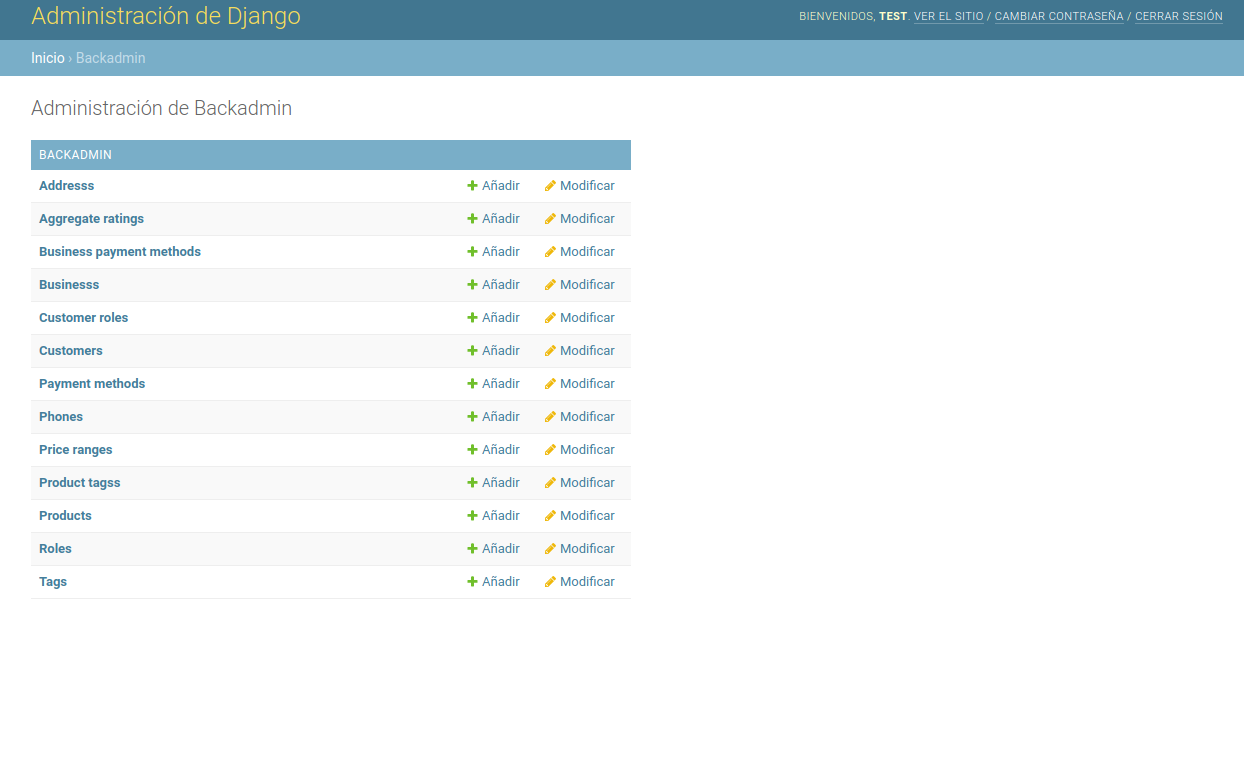 Administración de Django
BIENVENIDOS, TEST. VER EL SITIO / CAMBIAR CONTRASEÑA / CERRAR SESIÓN
Inicio › Backadmin
Administración de Backadmin
BACKADMIN
Addresss Añadir Modificar
Aggregate ratings Añadir Modificar
Business payment methods Añadir Modificar
Businesss Añadir Modificar
Customer roles Añadir Modificar
Customers Añadir Modificar
Payment methods Añadir Modificar
Phones Añadir Modificar
Price ranges Añadir Modificar
Product tagss Añadir Modificar
Products Añadir Modificar
Roles Añadir Modificar
Tags Añadir Modificar